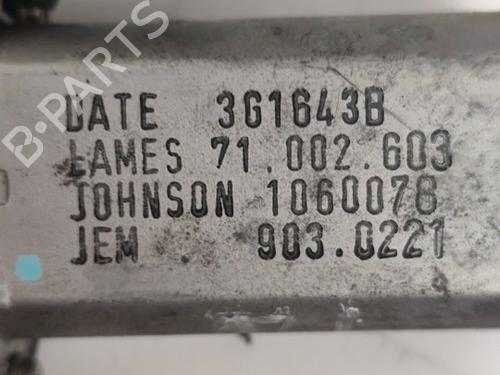 B-PARTS
DATE 3G1643B
LAMES 71.002.603
JOHNSON 1060078
JEM 903.0221